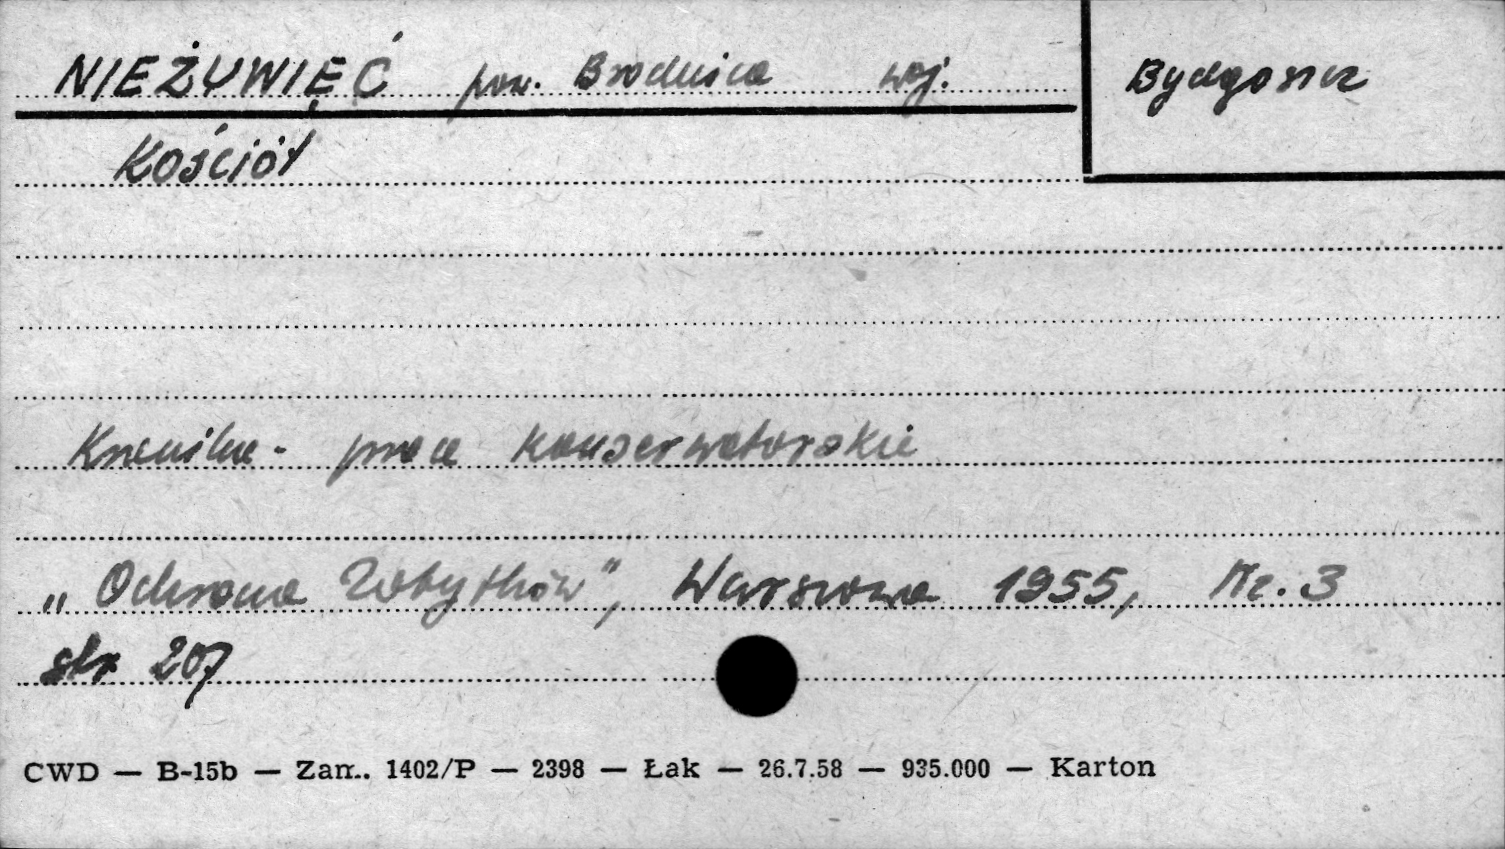 NIEŻUWIĘĆ pow. Brodnica woj. Bydgoszcz
Kościół
Kronika - prace konserwatorskie
„Ochrona Zabytków", Warszawa 1955, Nr. 3
str 207
CWD — B-15b — Zam. 1402/P — 2398 — Łak — 26.7.58 — 935.000 — Karton